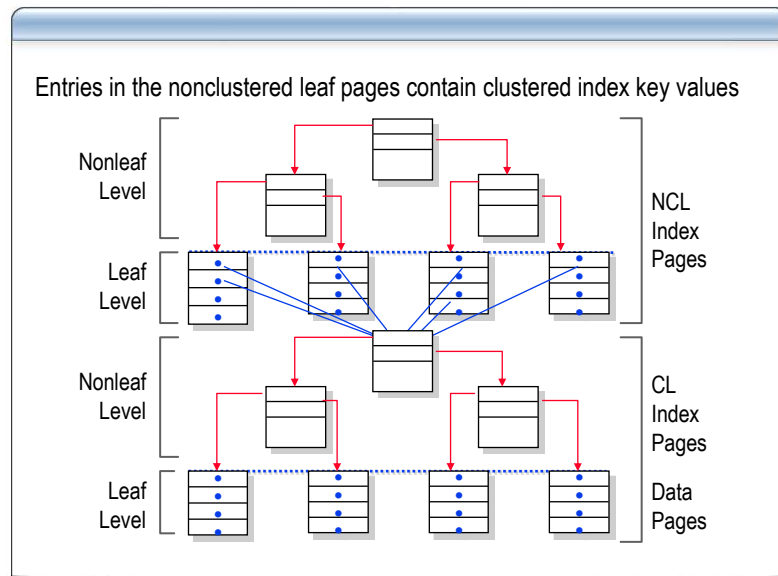 Entries in the nonclustered leaf pages contain clustered index key values
Nonleaf
Level
NCL
Index
Pages
Leaf
Level
Nonleaf
Level
CL
Index
Pages
Leaf
Level
Data
Pages